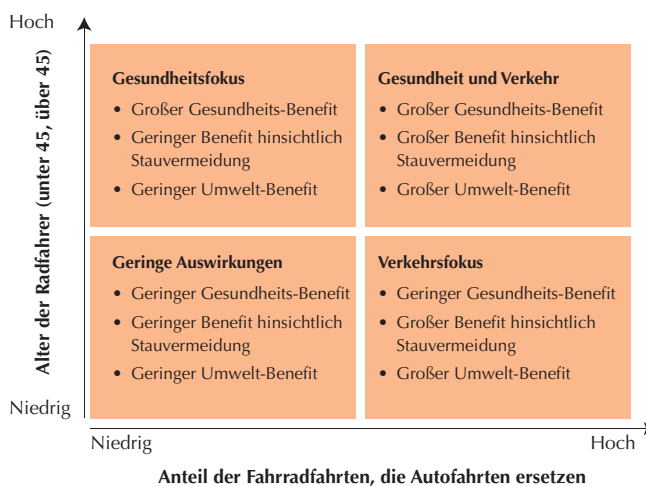 Hoch
Alter der Radfahrer (unter 45, über 45)
Niedrig
Gesundheitsfokus
• Großer Gesundheits-Benefit
• Geringer Benefit hinsichtlich
Stauvermeidung
• Geringer Umwelt-Benefit
Gesundheit und Verkehr
• Großer Gesundheits-Benefit
• Großer Benefit hinsichtlich
Stauvermeidung
• Großer Umwelt-Benefit
Geringe Auswirkungen
• Geringer Gesundheits-Benefit
• Geringer Benefit hinsichtlich
Stauvermeidung
• Geringer Umwelt-Benefit
Verkehrsfokus
• Geringer Gesundheits-Benefit
• Großer Benefit hinsichtlich
Stauvermeidung
• Großer Umwelt-Benefit
Niedrig
Hoch
Anteil der Fahrradfahrten, die Autofahrten ersetzen